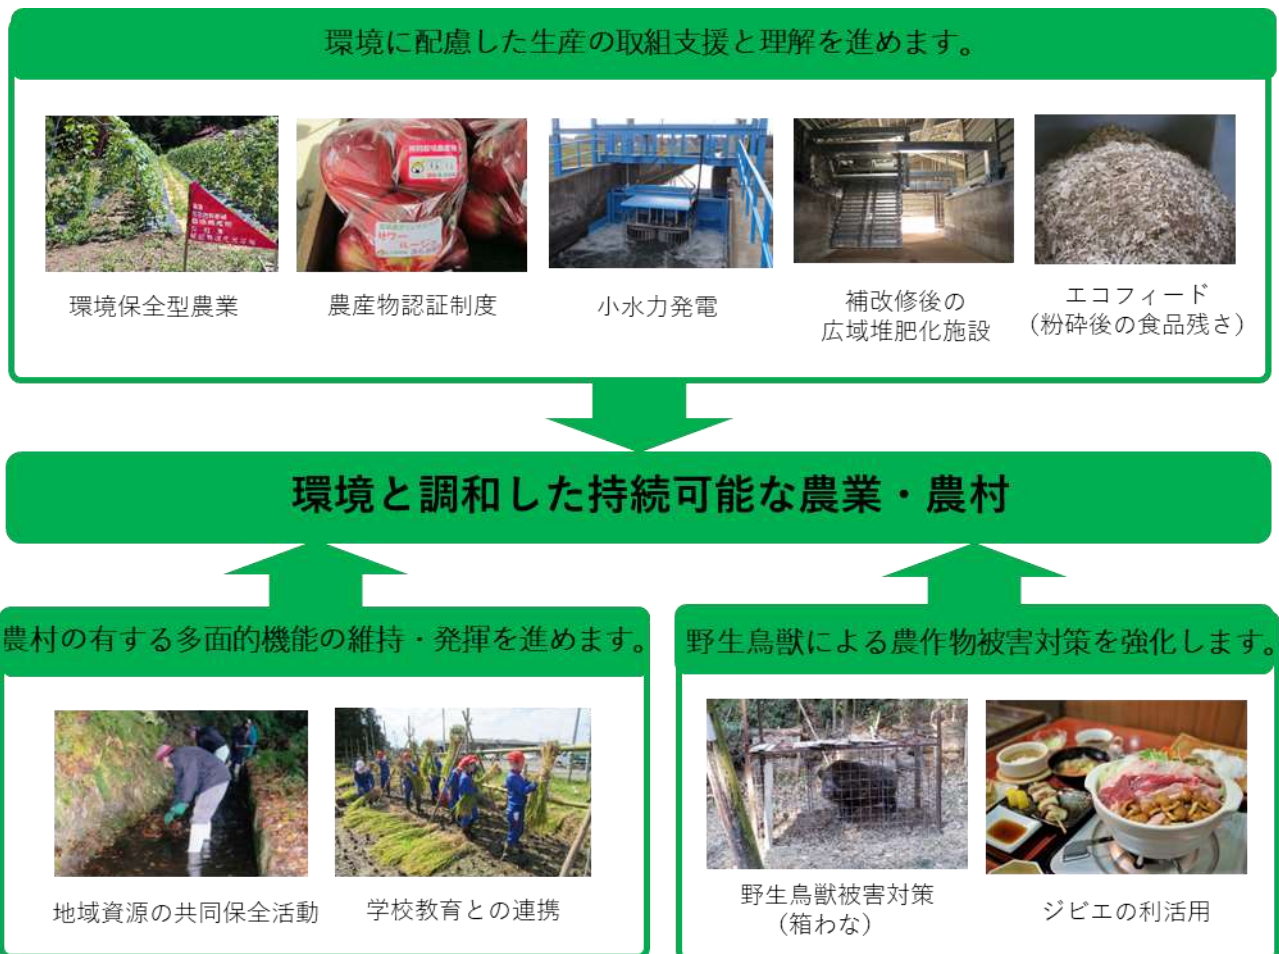 環境に配慮した生産の取組支援と理解を進めます。
環境保全型農業
農産物認証制度
小水力発電
補改修後の
広域堆肥化施設
エコフィード
(粉砕後の食品残さ)
環境と調和した持続可能な農業・農村
農村の有する多面的機能の維持・発揮を進めます。
野生鳥獣による農作物被害対策を強化します。
地域資源の共同保全活動
学校教育との連携
野生鳥獣被害対策
(箱わな)
ジビエの利活用